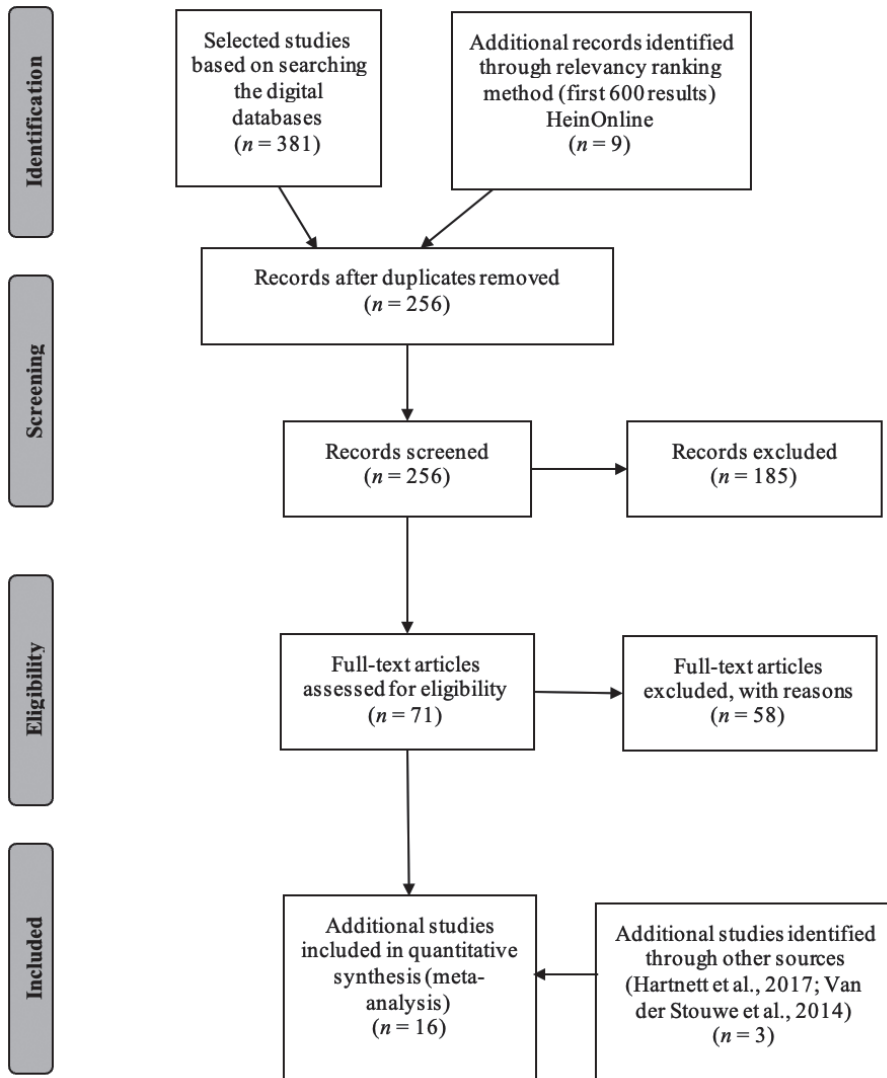 Identification
Selected studies
based on searching
the digital
databases
(n = 381)
Additional records identified
through relevancy ranking
method (first 600 results)
HeinOnline
(n = 9)
Records after duplicates removed
(n = 256)
Screening
Records screened
(n = 256)
Records excluded
(n = 185)
Eligibility
Full-text articles
assessed for eligibility
(n = 71)
Full-text articles
excluded, with reasons
(n = 58)
Included
Additional studies
included in quantitative
synthesis (meta-
analysis)
(n = 16)
Additional studies identified
through other sources
(Hartnett et al., 2017; Van
der Stouwe et al., 2014)
(n = 3)